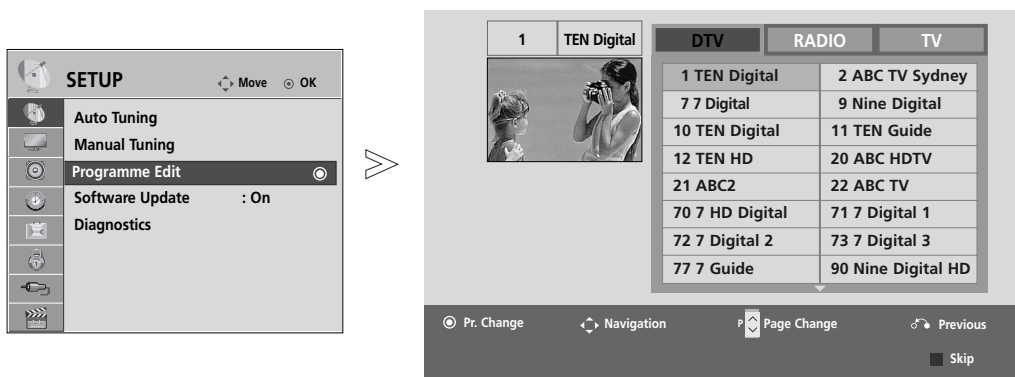 SETUP Move OK
Auto Tuning
Manual Tuning
Programme Edit
Software Update : On
Diagnostics
1 TEN Digital
DTV RADIO TV
1 TEN Digital 2 ABC TV Sydney
7 7 Digital 9 Nine Digital
10 TEN Digital 11 TEN Guide
12 TEN HD 20 ABC HDTV
21 ABC2 22 ABC TV
70 7 HD Digital 71 7 Digital 1
72 7 Digital 2 73 7 Digital 3
77 7 Guide 90 Nine Digital HD
Pr. Change Navigation P Page Change Previous
Skip